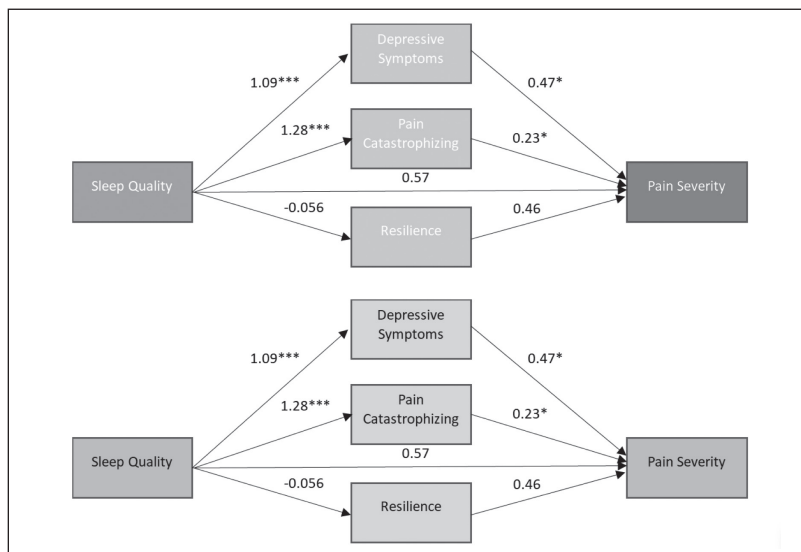 Depressive
Symptoms
1.09***
0.47*
Pain
Catastrophizing
1.28***
0.23*
Sleep Quality
0.57
Pain Severity
-0.056
Resilience
0.46
Depressive
Symptoms
1.09***
0.47*
Pain
Catastrophizing
1.28***
0.23*
Sleep Quality
0.57
Pain Severity
-0.056
Resilience
0.46